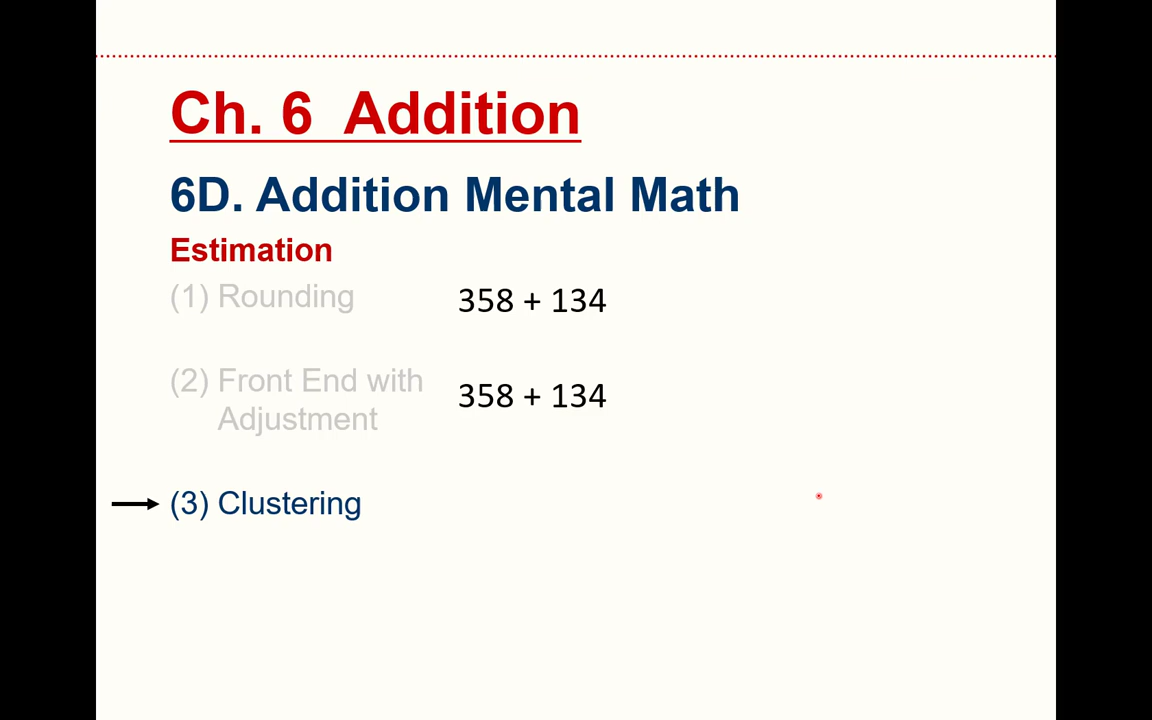 Ch. 6  Addition
6D. Addition Mental Math
Estimation
(1) Rounding 358 + 134
(2) Front End with 358 + 134
Adjustment
(3) Clustering